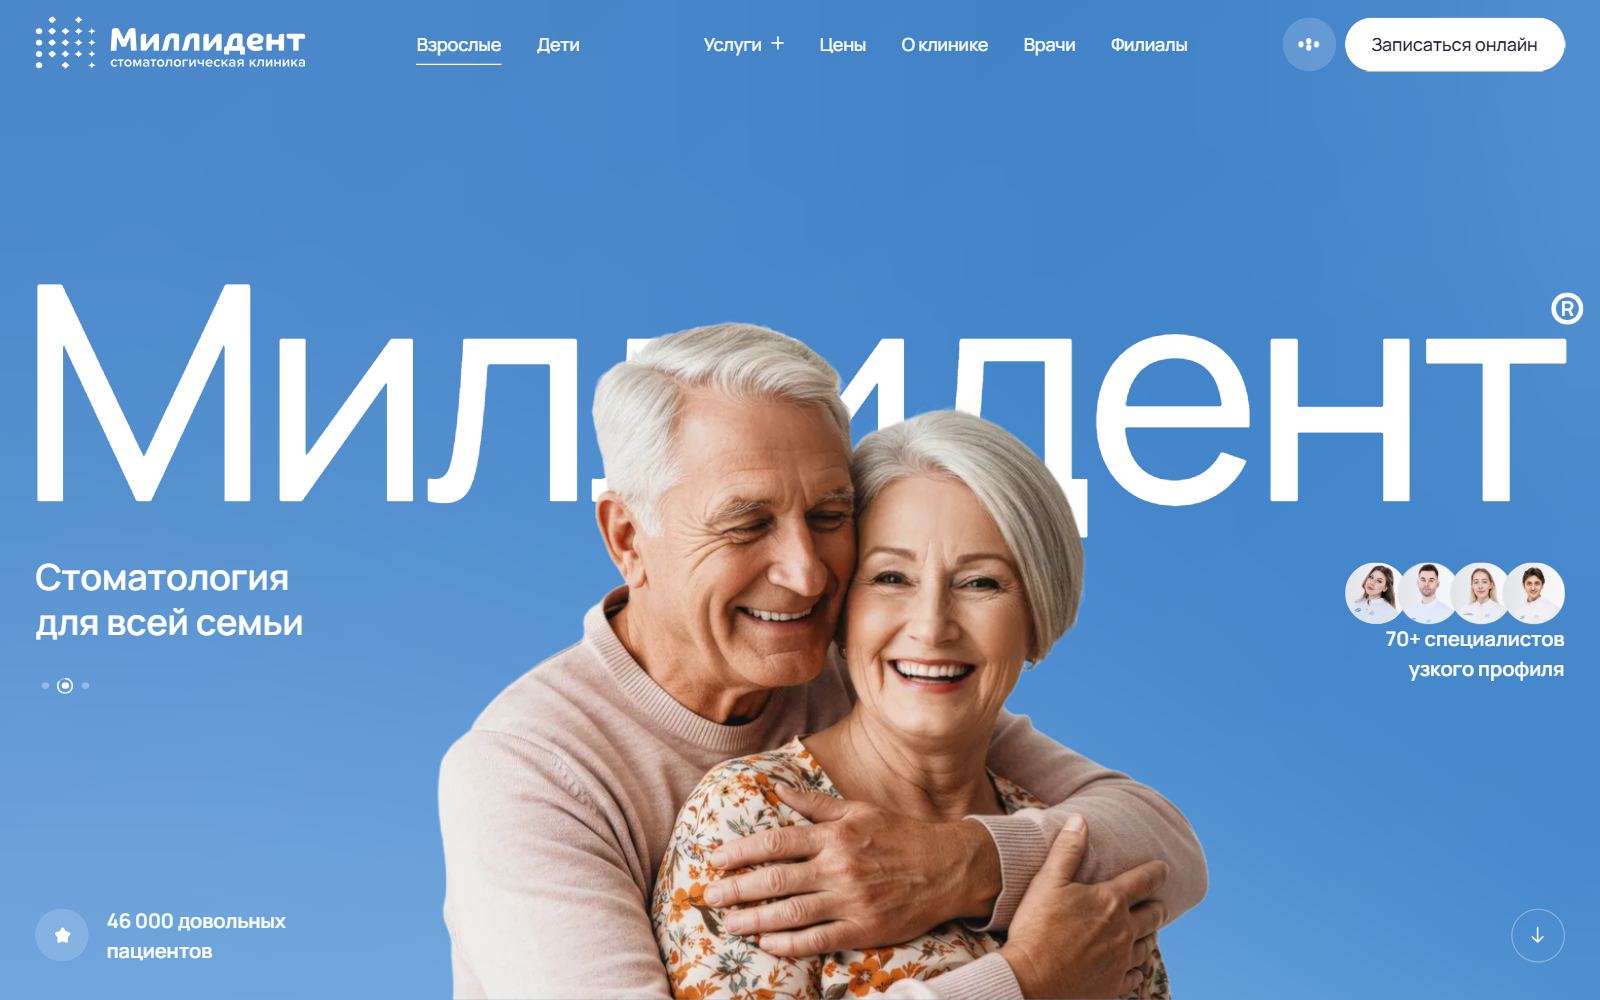 Миллидент
стоматологическая клиника
Взрослые
Дети
Услуги +
Цены
О клинике
Врачи
Филиалы
Записаться онлайн
Миллидент®
Стоматология
для всей семьи
70+ специалистов
узкого профиля
46 000 довольных
пациентов